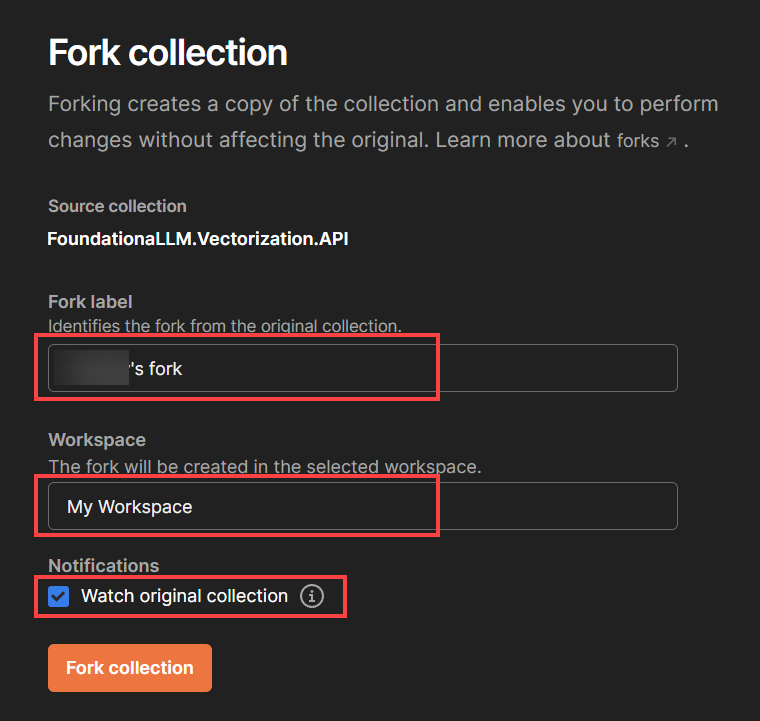 Fork collection
Forking creates a copy of the collection and enables you to perform
changes without affecting the original. Learn more about forks ↗ .
Source collection
FoundationaLLM.Vectorization.API
Fork label
Identifies the fork from the original collection.
's fork
Workspace
The fork will be created in the selected workspace.
My Workspace
Notifications
Watch original collection
Fork collection